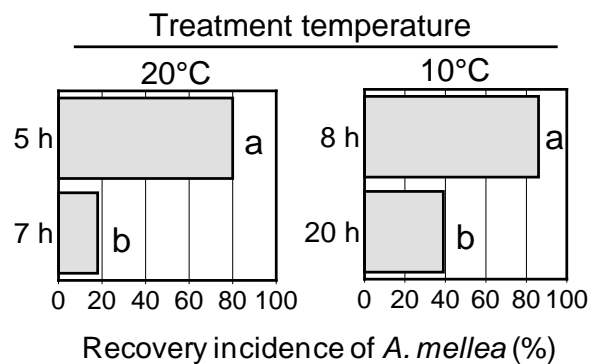 Treatment temperature
20°C 10°C
5 h a 8 h a
7 h b 20 h b
0 20 40 60 80 100 0 20 40 60 80 100
Recovery incidence of A. mellea (%)